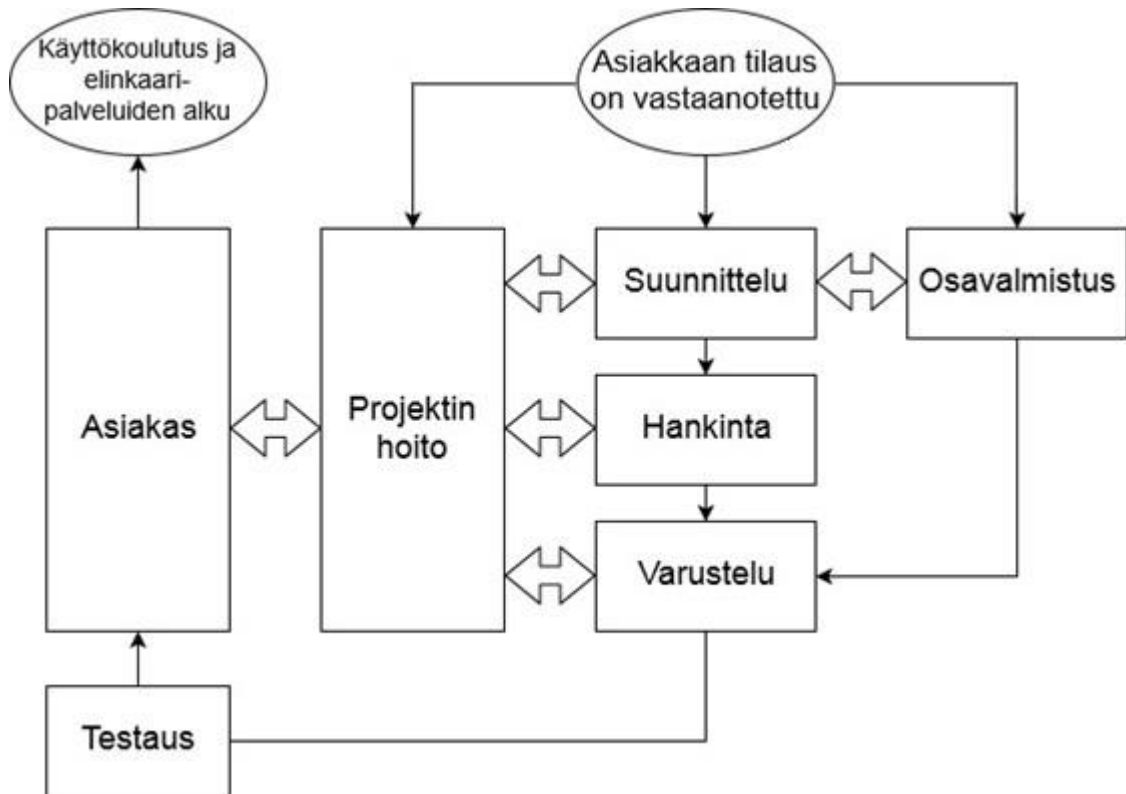 Käyttökoulutus ja
elinkaari-
palveluiden alku
Asiakkaan tilaus
on vastaanotettu
Suunnittelu
Osavalmistus
Asiakas
Projektin
hoito
Hankinta
Varustelu
Testaus